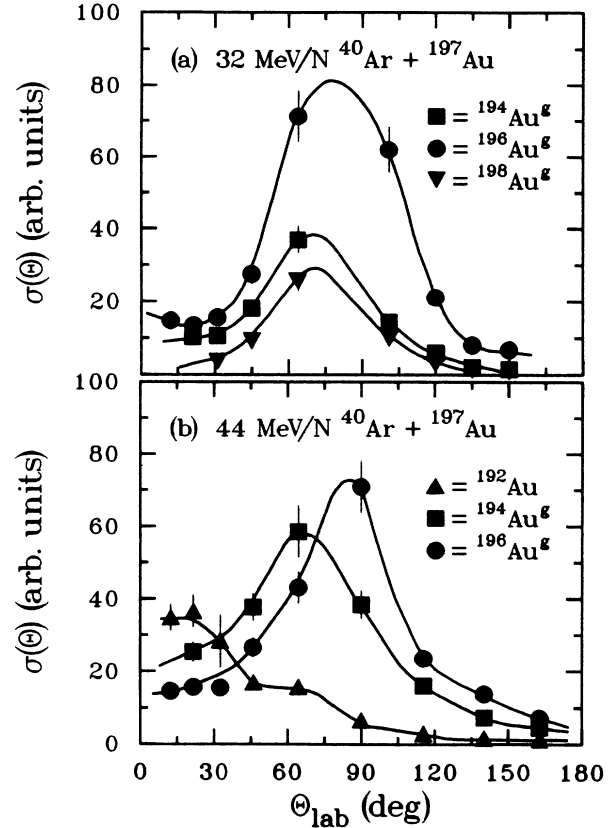 100
(a) 32 MeV/N ⁴⁰Ar + ¹⁹⁷Au
80
■ = ¹⁹⁴Auᵍ
● = ¹⁹⁶Auᵍ
▼ = ¹⁹⁸Auᵍ
60
40
20
σ(Θ) (arb. units)
100
(b) 44 MeV/N ⁴⁰Ar + ¹⁹⁷Au
80
▲ = ¹⁹²Au
■ = ¹⁹⁴Auᵍ
● = ¹⁹⁶Auᵍ
60
40
20
0
σ(Θ) (arb. units)
0 30 60 90 120 150 180
Θlab (deg)